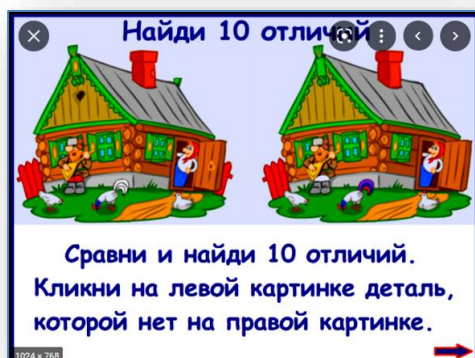 Найди 10 отличий
Сравни и найди 10 отличий.
Кликни на левой картинке деталь,
которой нет на правой картинке.
1024 x 768